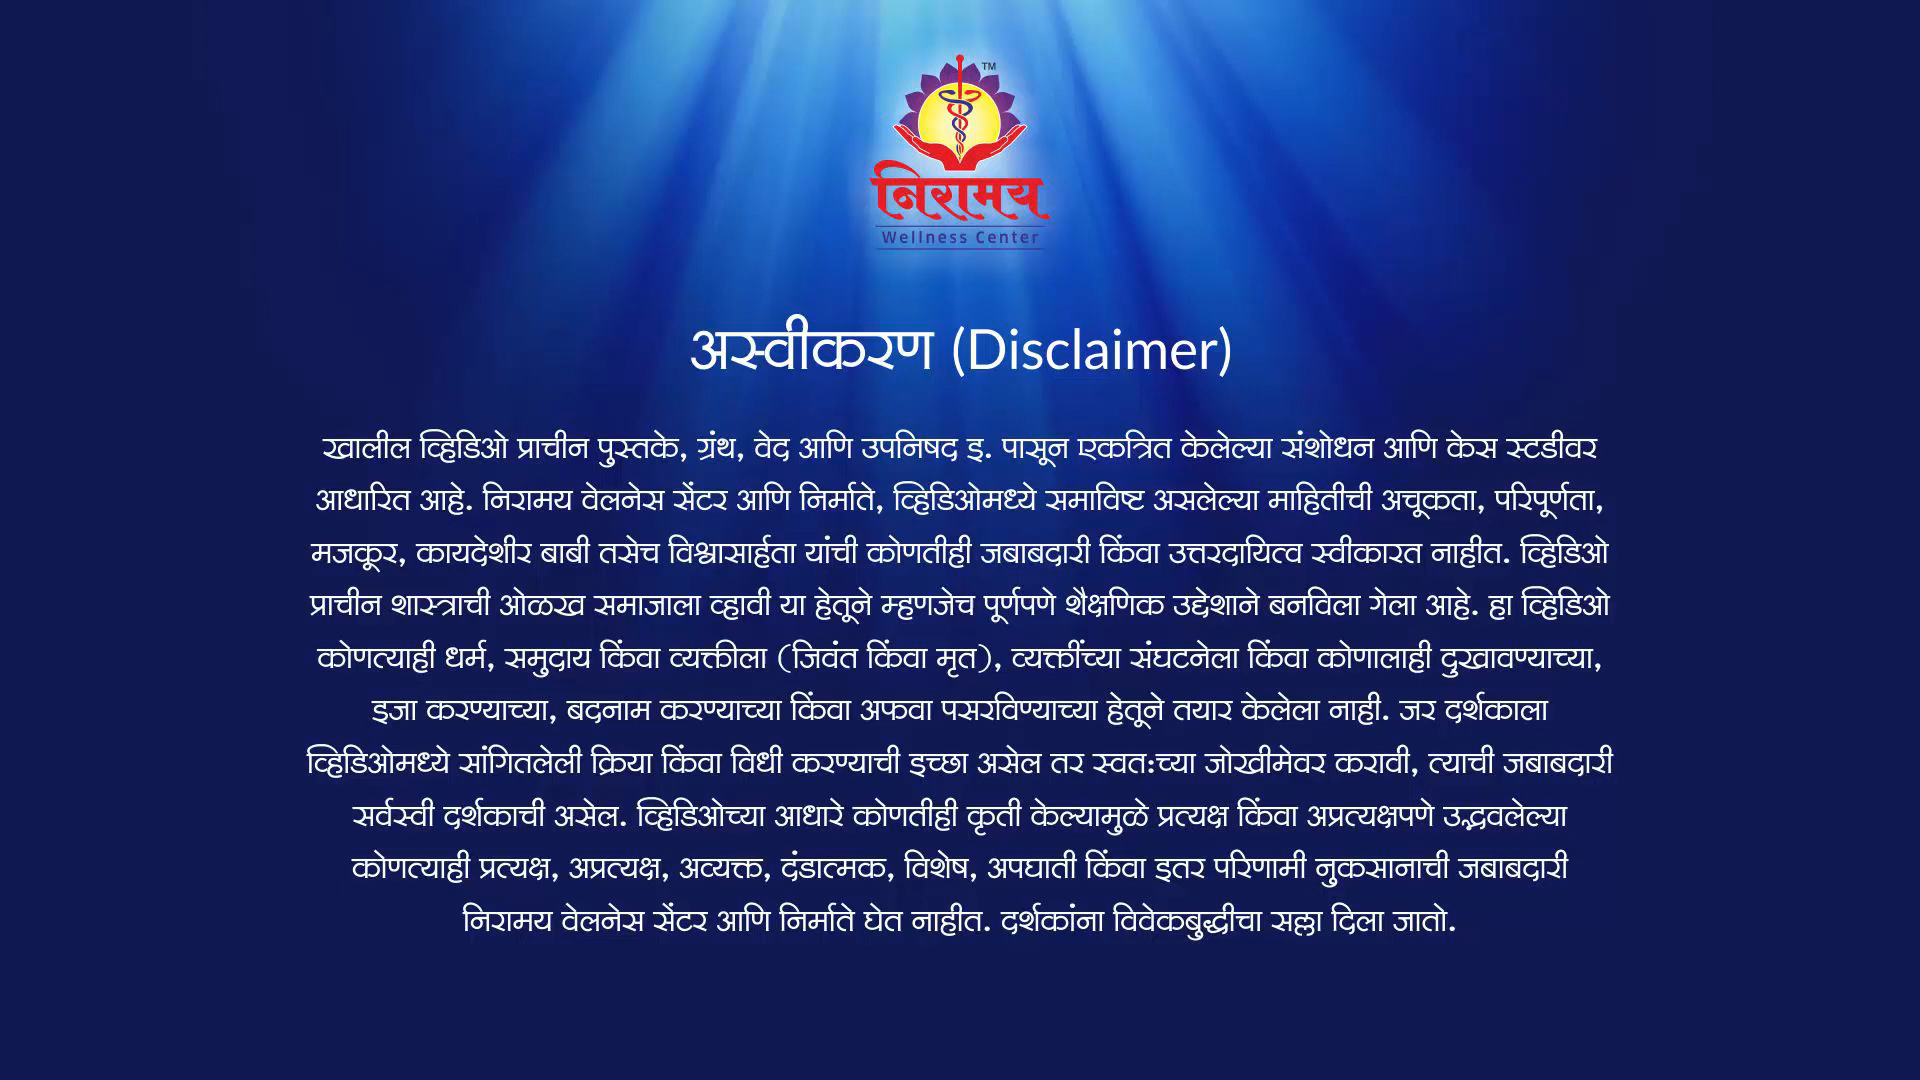 TM
निरामय
Wellness Center
अस्वीकरण (Disclaimer)
खालील व्हिडिओ प्राचीन पुस्तके, ग्रंथ, वेद आणि उपनिषद इ. पासून एकत्रित केलेल्या संशोधन आणि केस स्टडीवर
आधारित आहे. निरामय वेलनेस सेंटर आणि निर्माते, व्हिडिओमध्ये समाविष्ट असलेल्या माहितीची अचूकता, परिपूर्णता,
मजकूर, कायदेशीर बाबी तसेच विश्वासार्हता यांची कोणतीही जबाबदारी किंवा उत्तरदायित्व स्वीकारत नाहीत. व्हिडिओ
प्राचीन शास्त्राची ओळख समाजाला व्हावी या हेतूने म्हणजेच पूर्णपणे शैक्षणिक उद्देशाने बनविला गेला आहे. हा व्हिडिओ
कोणत्याही धर्म, समुदाय किंवा व्यक्तीला (जिवंत किंवा मृत), व्यक्तींच्या संघटनेला किंवा कोणालाही दुखावण्याच्या,
इजा करण्याच्या, बदनाम करण्याच्या किंवा अफवा पसरविण्याच्या हेतूने तयार केलेला नाही. जर दर्शकाला
व्हिडिओमध्ये सांगितलेली क्रिया किंवा विधी करण्याची इच्छा असेल तर स्वत:च्या जोखीमेवर करावी, त्याची जबाबदारी
सर्वस्वी दर्शकाची असेल. व्हिडिओच्या आधारे कोणतीही कृती केल्यामुळे प्रत्यक्ष किंवा अप्रत्यक्षपणे उद्भवलेल्या
कोणत्याही प्रत्यक्ष, अप्रत्यक्ष, अव्यक्त, दंडात्मक, विशेष, अपघाती किंवा इतर परिणामी नुकसानाची जबाबदारी
निरामय वेलनेस सेंटर आणि निर्माते घेत नाहीत. दर्शकांना विवेकबुद्धीचा सल्ला दिला जातो.